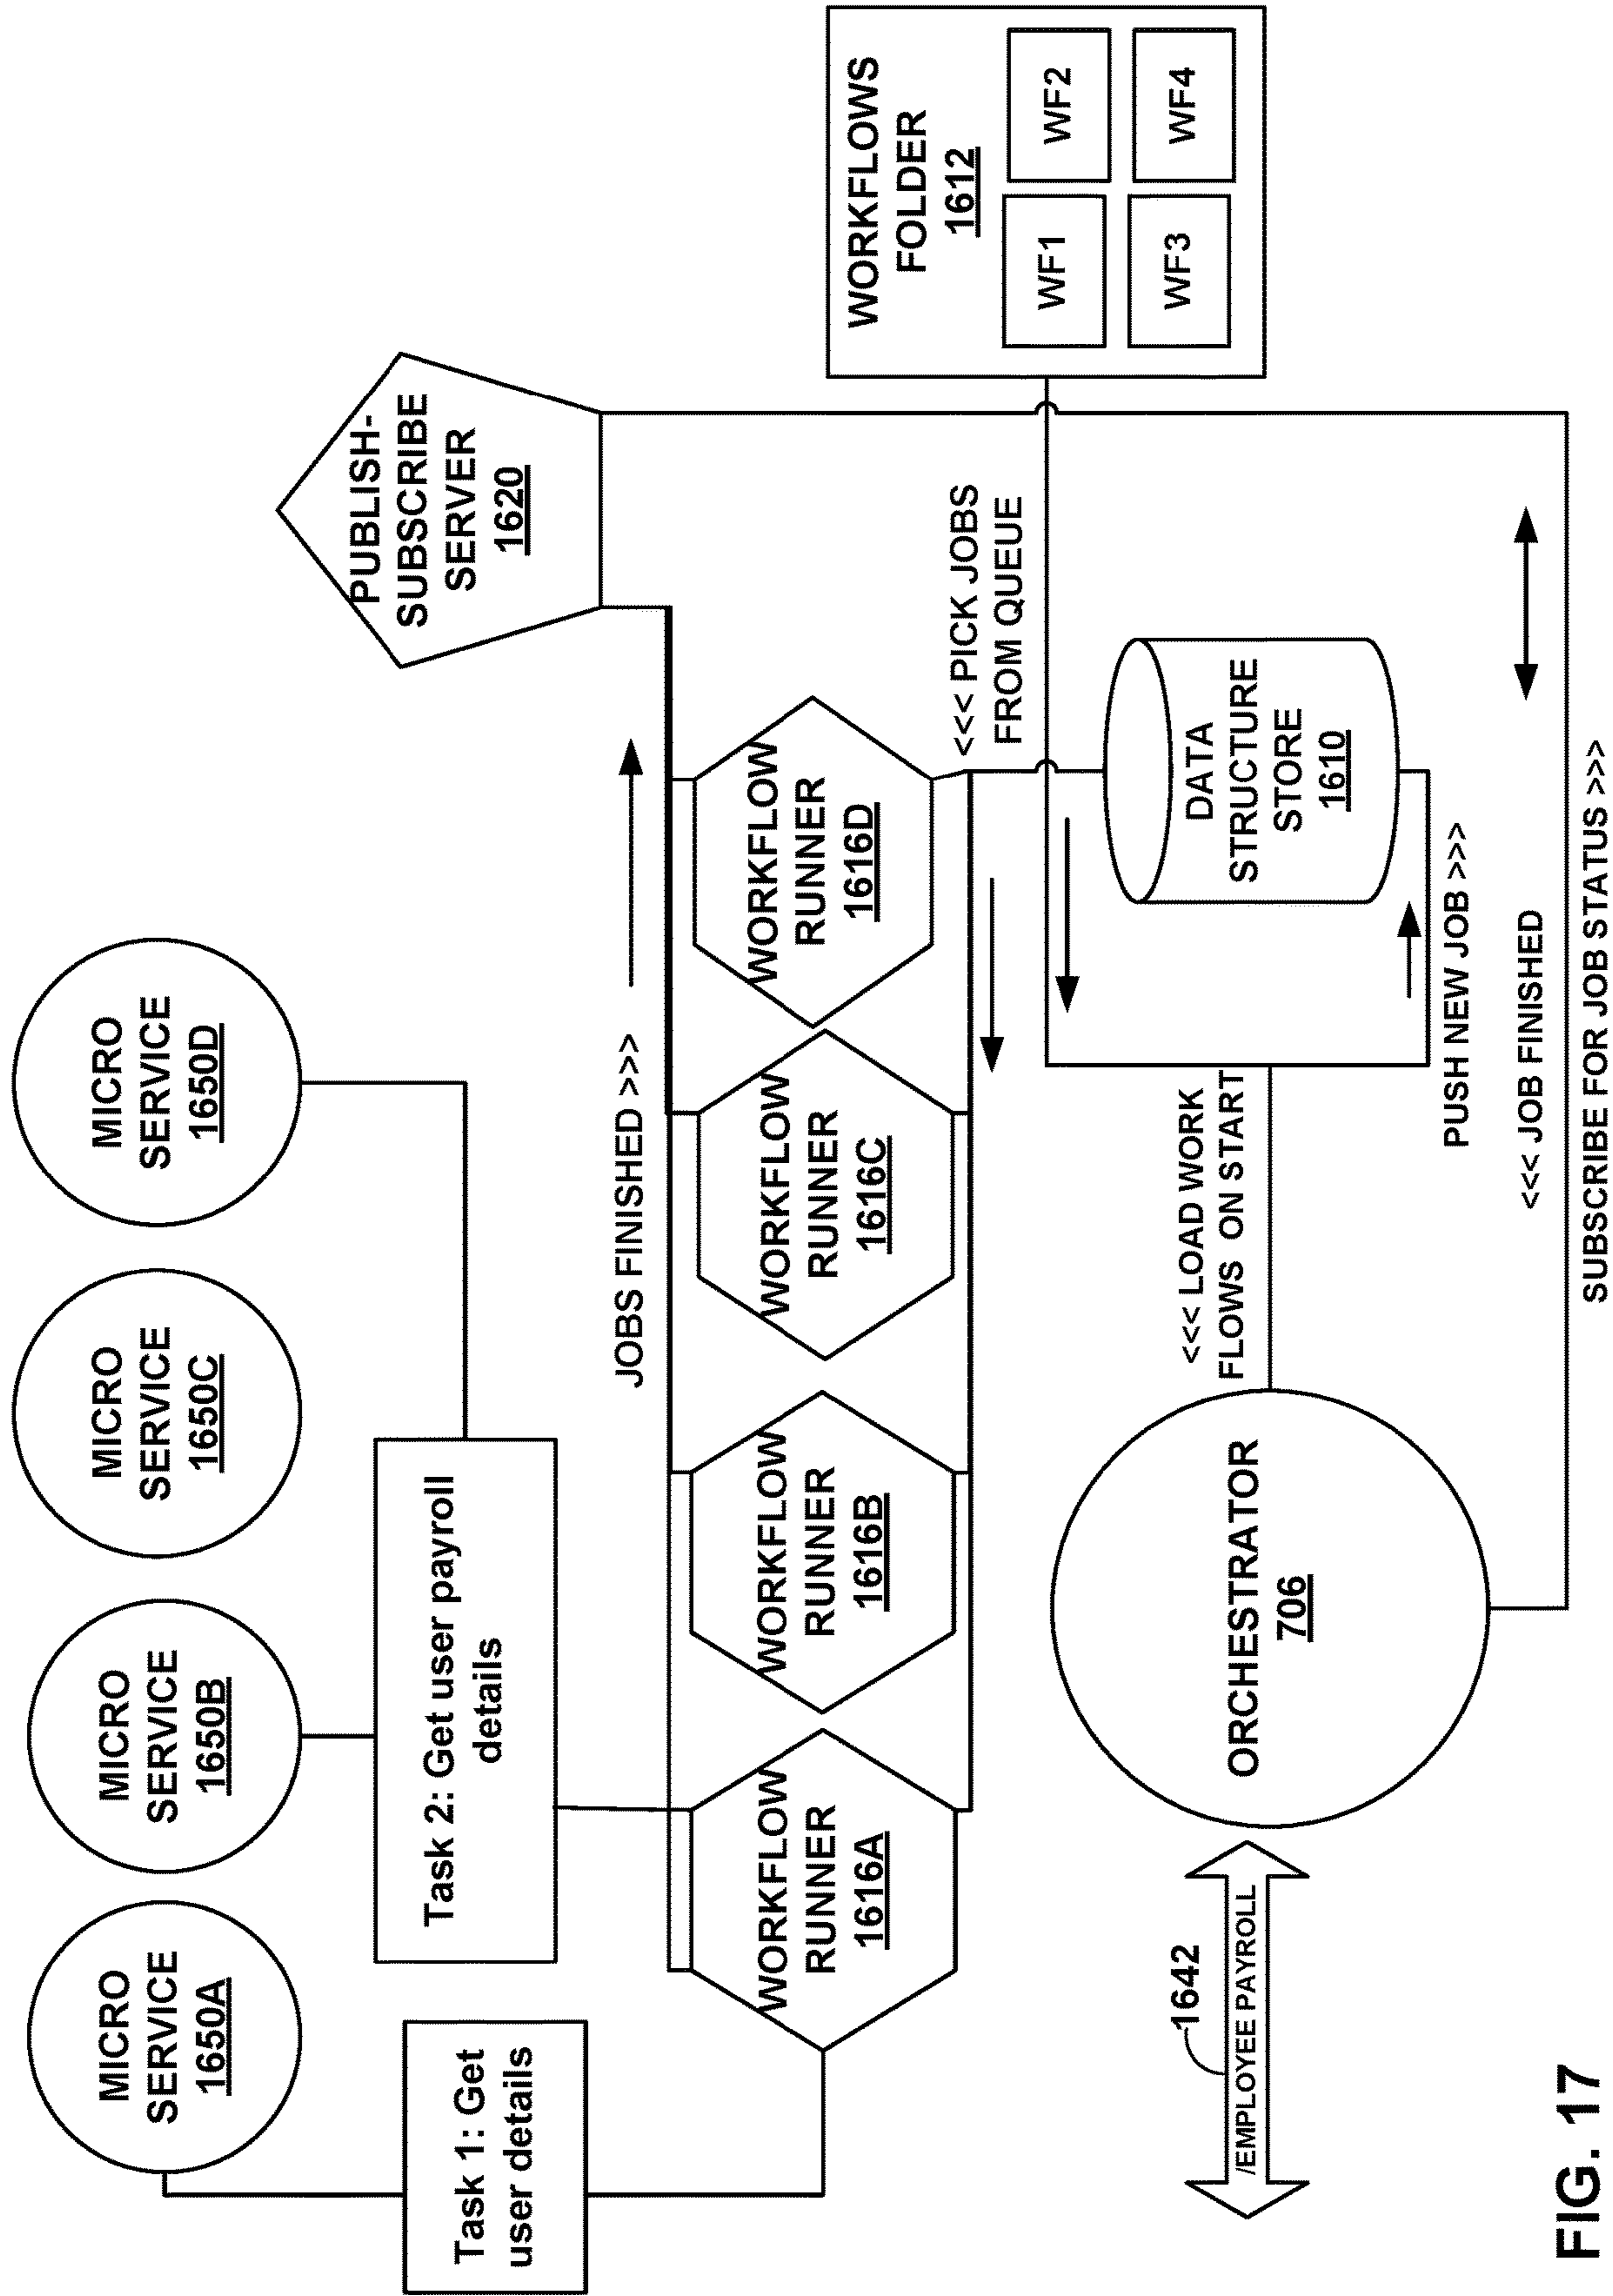 MICRO
SERVICE
1650A
MICRO
SERVICE
1650B
MICRO
SERVICE
1650C
MICRO
SERVICE
1650D
Task 1: Get
user details
Task 2: Get user payroll
details
JOBS FINISHED >>>
PUBLISH-
SUBSCRIBE
SERVER
1620
WORKFLOW
RUNNER
1616A
WORKFLOW
RUNNER
1616B
WORKFLOW
RUNNER
1616C
WORKFLOW
RUNNER
1616D
<<< PICK JOBS
FROM QUEUE
WORKFLOWS
FOLDER
1612
WF1
WF2
WF3
WF4
1642
/EMPLOYEE PAYROLL
ORCHESTRATOR
706
<<< LOAD WORK
FLOWS ON START
DATA
STRUCTURE
STORE
1610
PUSH NEW JOB >>>
<<< JOB FINISHED
SUBSCRIBE FOR JOB STATUS >>>
FIG. 17